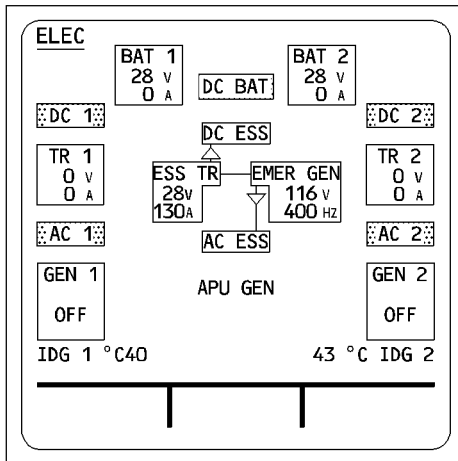 ELEC
BAT 1
28 V
0 A
DC BAT
BAT 2
28 V
0 A
DC 1
DC ESS
DC 2
TR 1
0 V
0 A
ESS TR
28V
130A
EMER GEN
116 V
400 HZ
TR 2
0 V
0 A
AC 1
AC ESS
AC 2
GEN 1
OFF
APU GEN
GEN 2
OFF
IDG 1 °C40
43 °C IDG 2